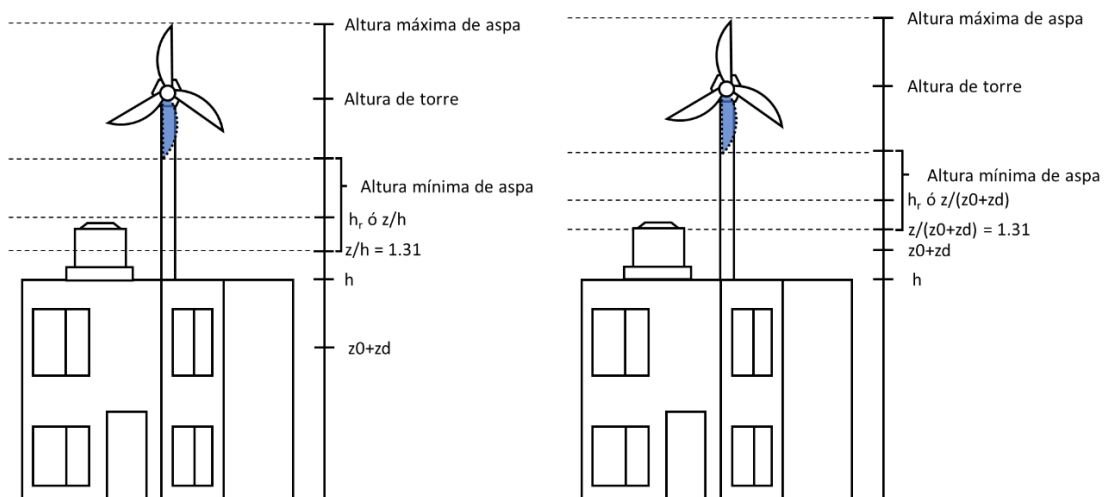 Altura máxima de aspa
Altura de torre
Altura mínima de aspa
hr ó z/h
z/h = 1.31
h
z0+zd
Altura máxima de aspa
Altura de torre
Altura mínima de aspa
hr ó z/(z0+zd)
z/(z0+zd) = 1.31
z0+zd
h